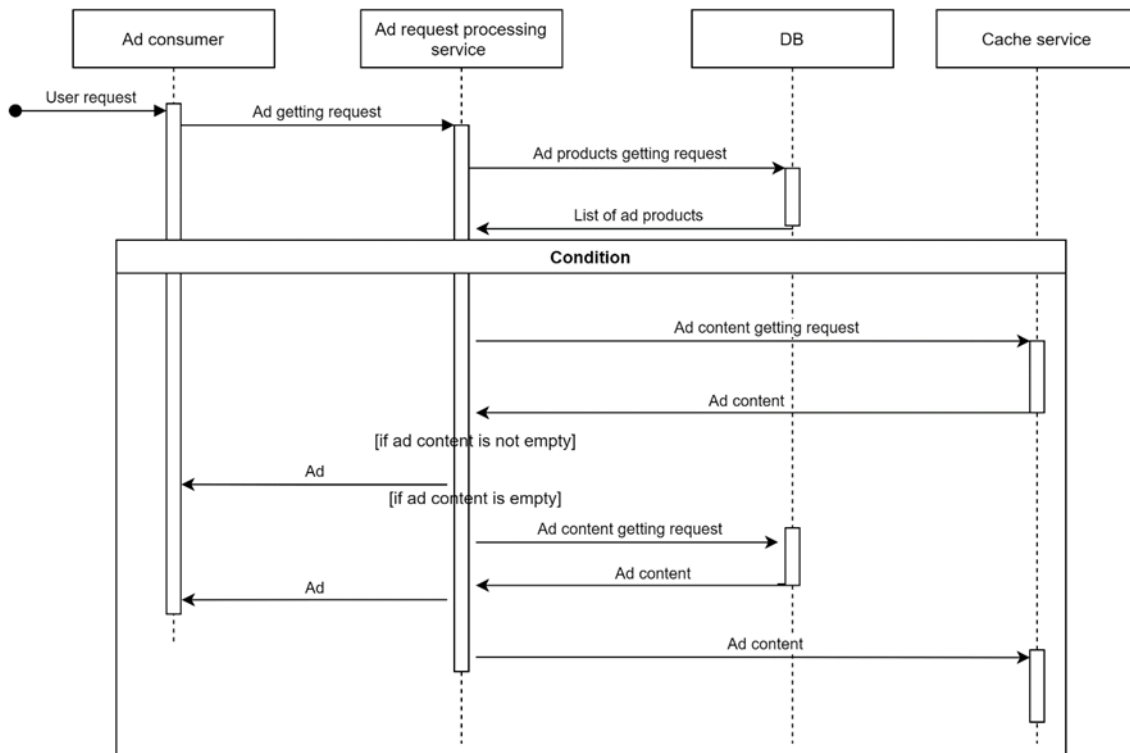 Ad consumer
Ad request processing
service
DB
Cache service
User request
Ad getting request
Ad products getting request
List of ad products
Condition
Ad content getting request
Ad content
[if ad content is not empty]
Ad
[if ad content is empty]
Ad content getting request
Ad content
Ad
Ad content